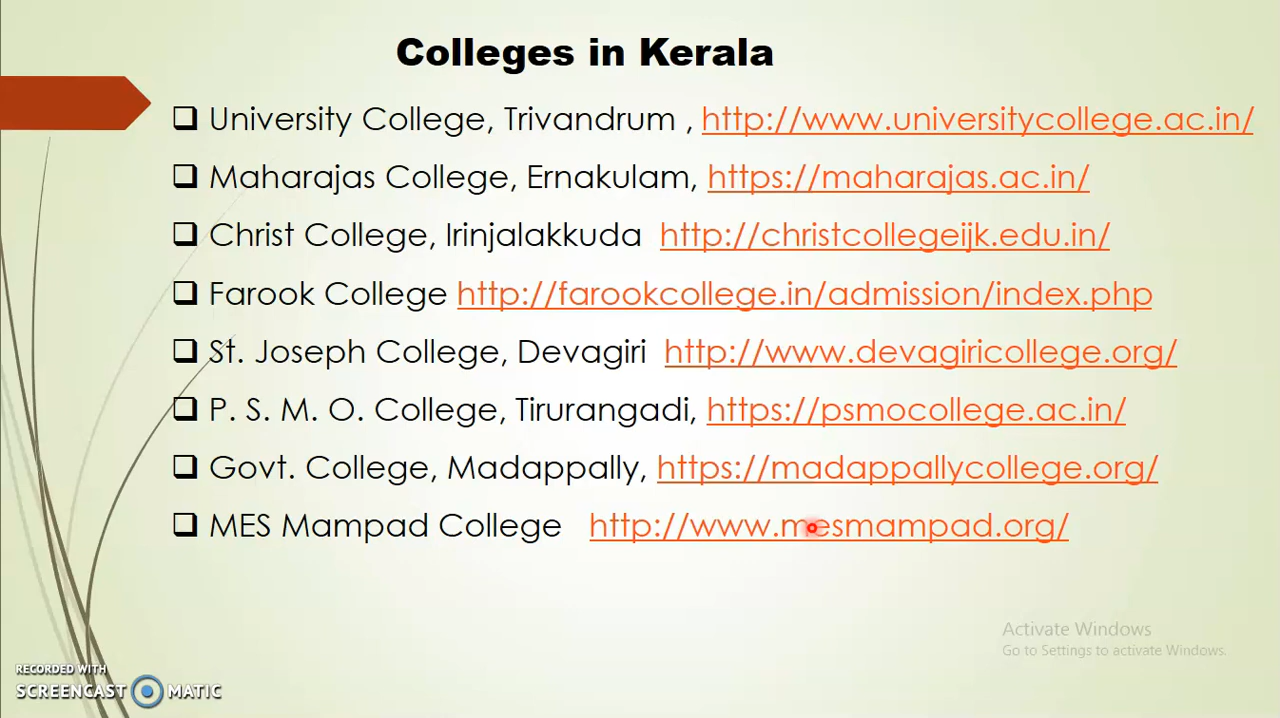 Colleges in Kerala
University College, Trivandrum , http://www.universitycollege.ac.in/
Maharajas College, Ernakulam, https://maharajas.ac.in/
Christ College, Irinjalakkuda http://christcollegeijk.edu.in/
Farook College http://farookcollege.in/admission/index.php
St. Joseph College, Devagiri http://www.devagiricollege.org/
P. S. M. O. College, Tirurangadi, https://psmocollege.ac.in/
Govt. College, Madappally, https://madappallycollege.org/
MES Mampad College http://www.mesmampad.org/
Activate Windows
Go to Settings to activate Windows.
RECORDED WITH
SCREENCAST MATIC